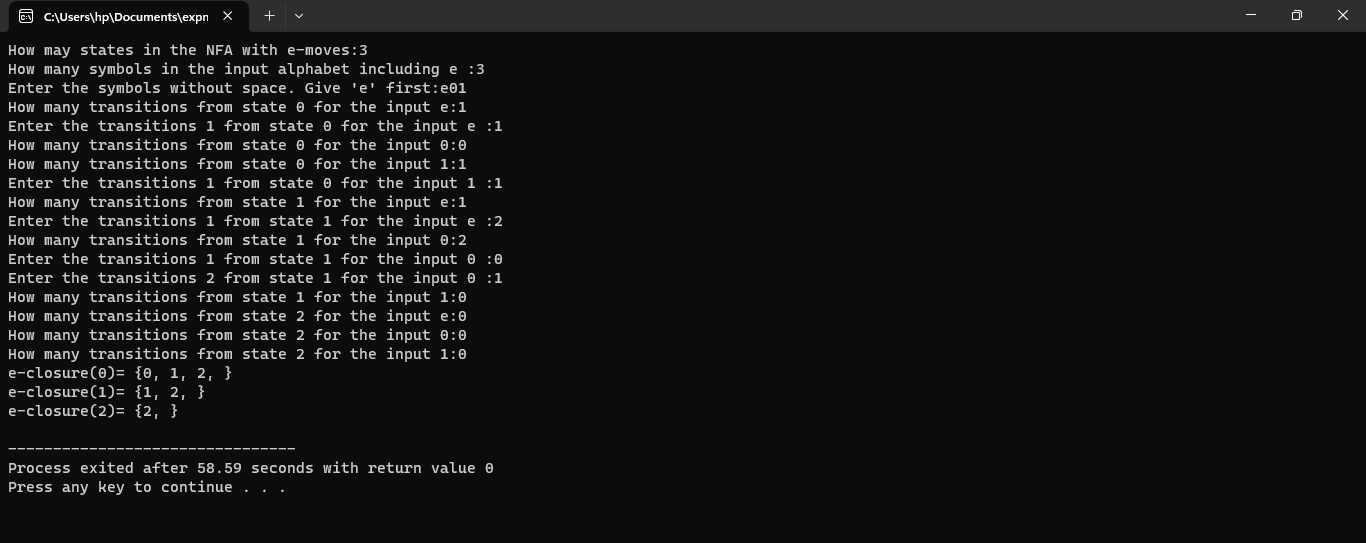 C:\Users\hp\Documents\expn
How may states in the NFA with e-moves:3
How many symbols in the input alphabet including e :3
Enter the symbols without space. Give 'e' first:e01
How many transitions from state 0 for the input e:1
Enter the transitions 1 from state 0 for the input e :1
How many transitions from state 0 for the input 0:0
How many transitions from state 0 for the input 1:1
Enter the transitions 1 from state 0 for the input 1 :1
How many transitions from state 1 for the input e:1
Enter the transitions 1 from state 1 for the input e :2
How many transitions from state 1 for the input 0:2
Enter the transitions 1 from state 1 for the input 0 :0
Enter the transitions 2 from state 1 for the input 0 :1
How many transitions from state 1 for the input 1:0
How many transitions from state 2 for the input e:0
How many transitions from state 2 for the input 0:0
How many transitions from state 2 for the input 1:0
e-closure(0)= {0, 1, 2, }
e-closure(1)= {1, 2, }
e-closure(2)= {2, }
--------------------------------
Process exited after 58.59 seconds with return value 0
Press any key to continue . . .